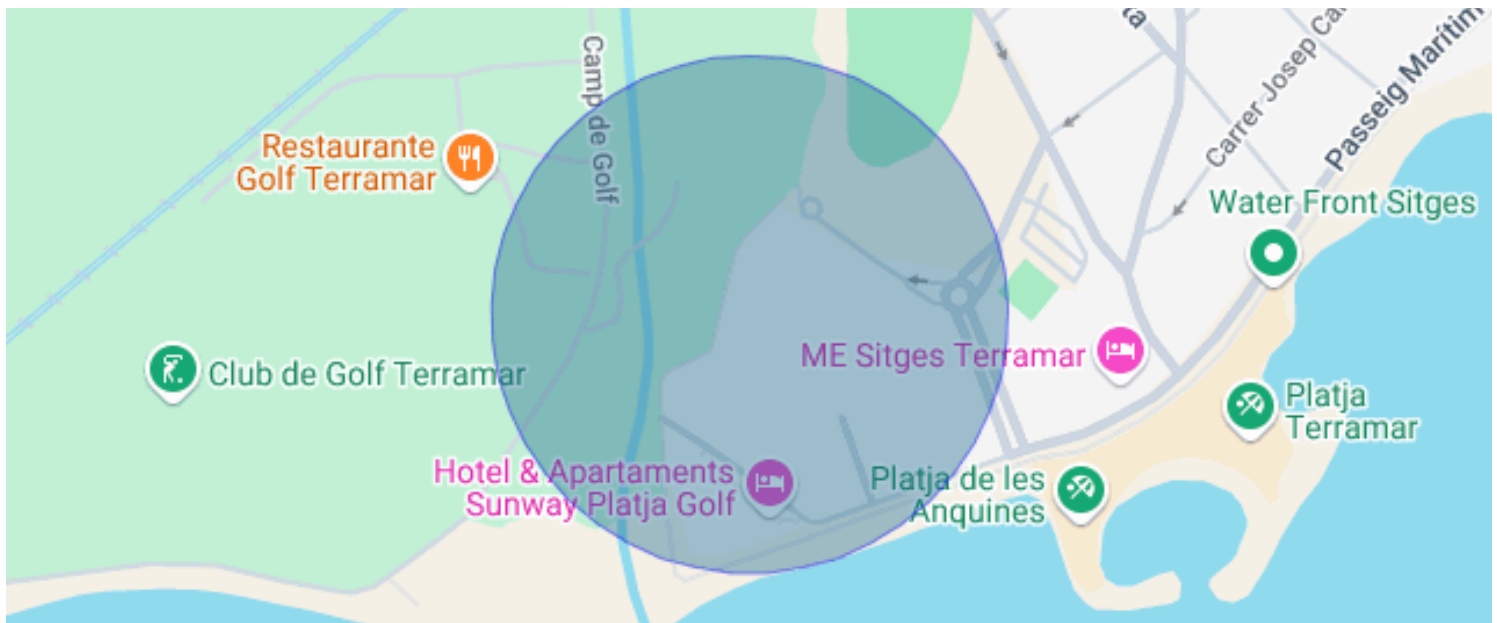 Camp de Golf
Restaurante
Golf Terramar
Carrer Josep Ca
Passeig Marítim
Water Front Sitges
Club de Golf Terramar
ME Sitges Terramar
Platja
Terramar
Hotel & Apartaments
Sunway Platja Golf
Platja de les
Anquines